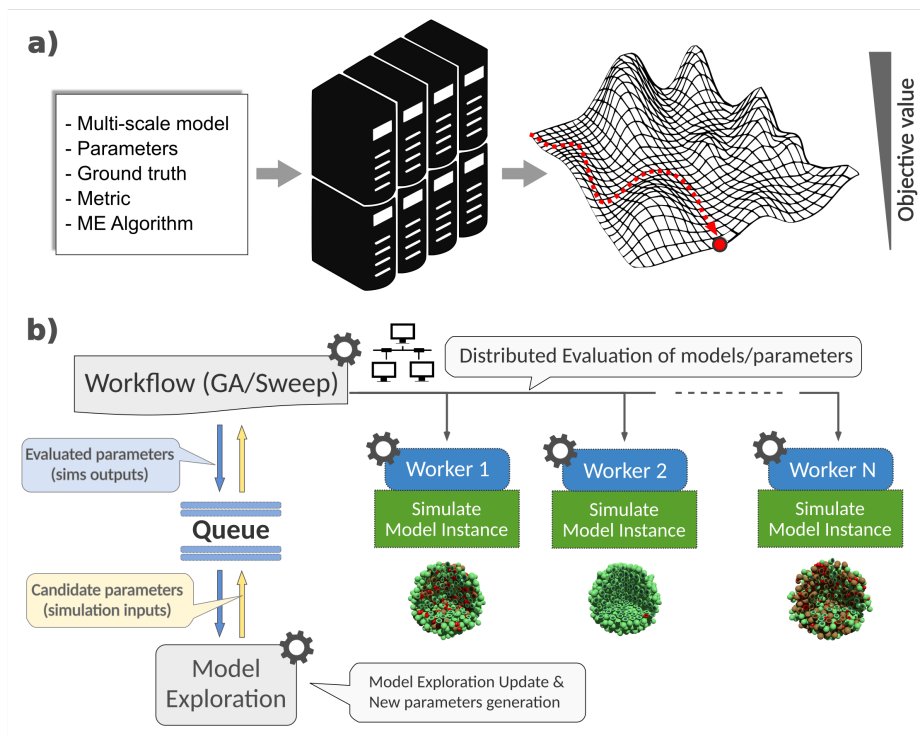 a)
- Multi-scale model
- Parameters
- Ground truth
- Metric
- ME Algorithm
Objective value
b)
Distributed Evaluation of models/parameters
Workflow (GA/Sweep)
Evaluated parameters
(sims outputs)
Worker 1
Worker 2
Worker N
Simulate
Model Instance
Simulate
Model Instance
Simulate
Model Instance
Queue
Candidate parameters
(simulation inputs)
Model
Exploration
Model Exploration Update &
New parameters generation